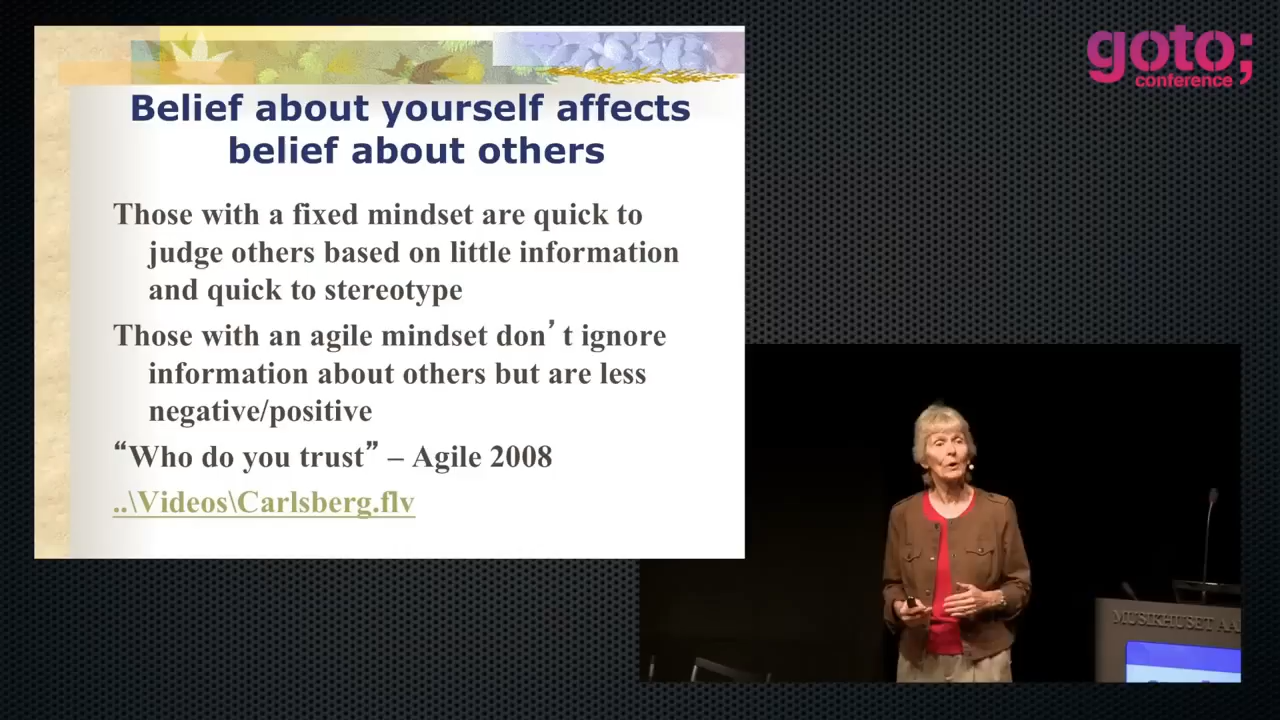 goto;
conference
Belief about yourself affects
belief about others
Those with a fixed mindset are quick to
judge others based on little information
and quick to stereotype
Those with an agile mindset don’t ignore
information about others but are less
negative/positive
“Who do you trust” – Agile 2008
..\Videos\Carlsberg.flv
MUSIKHUSET AA